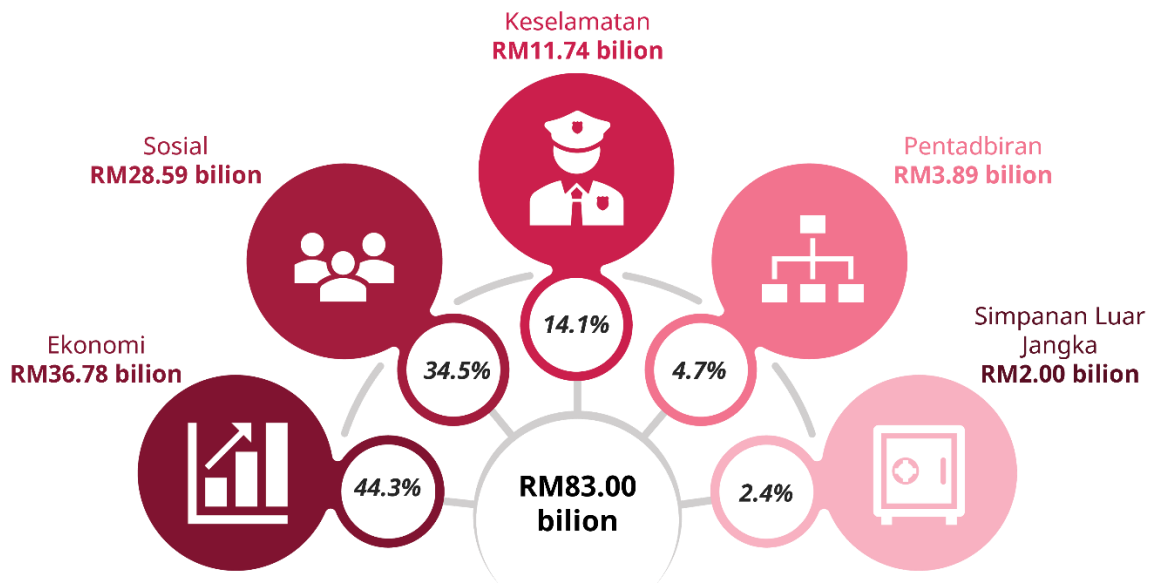 Keselamatan
RM11.74 bilion
Sosial
RM28.59 bilion
Pentadbiran
RM3.89 bilion
Ekonomi
RM36.78 bilion
Simpanan Luar
Jangka
RM2.00 bilion
14.1%
34.5%
4.7%
44.3%
2.4%
RM83.00
bilion